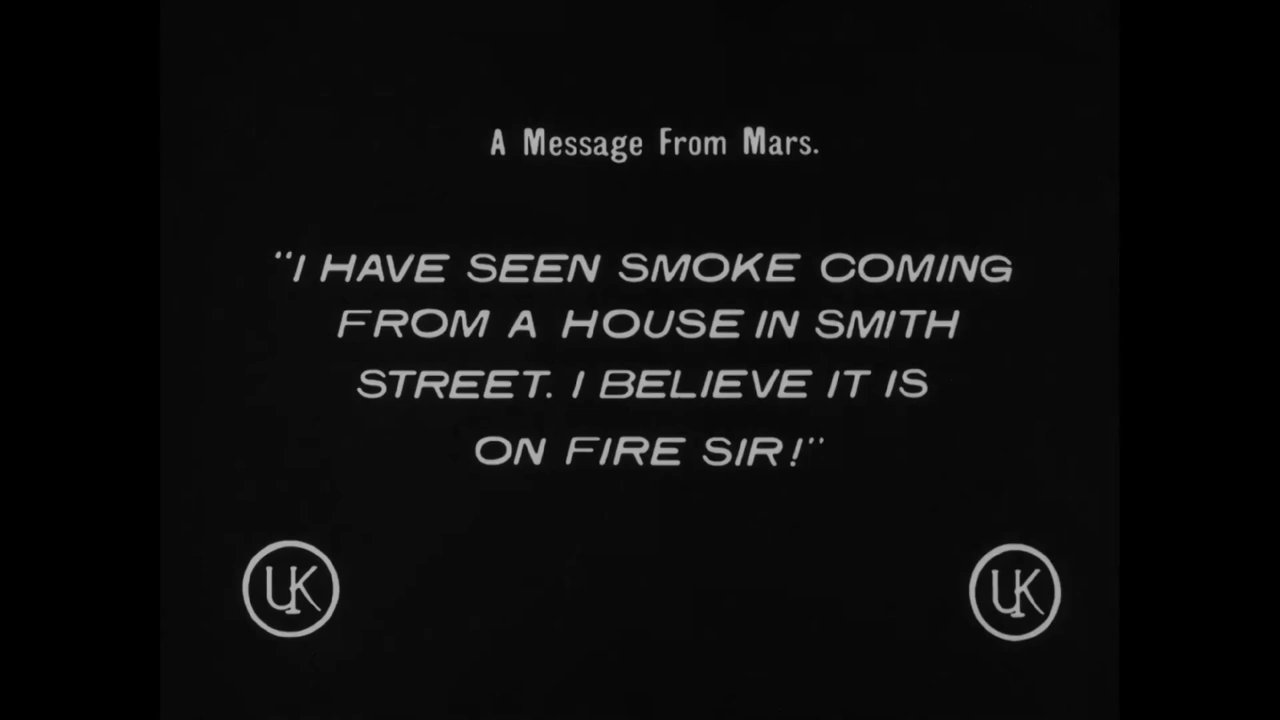 A Message From Mars.
"I HAVE SEEN SMOKE COMING
FROM A HOUSE IN SMITH
STREET. I BELIEVE IT IS
ON FIRE SIR!"
UK
UK